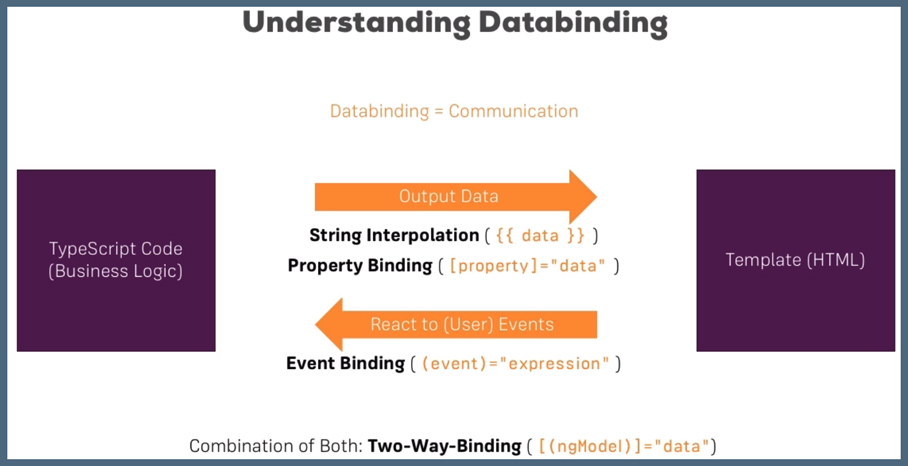 Understanding Databinding
Databinding = Communication
TypeScript Code
(Business Logic)
Output Data
String Interpolation ( {{ data }} )
Property Binding ( [property]="data" )
React to (User) Events
Event Binding ( (event)="expression" )
Template (HTML)
Combination of Both: Two-Way-Binding ( [(ngModel)]="data")